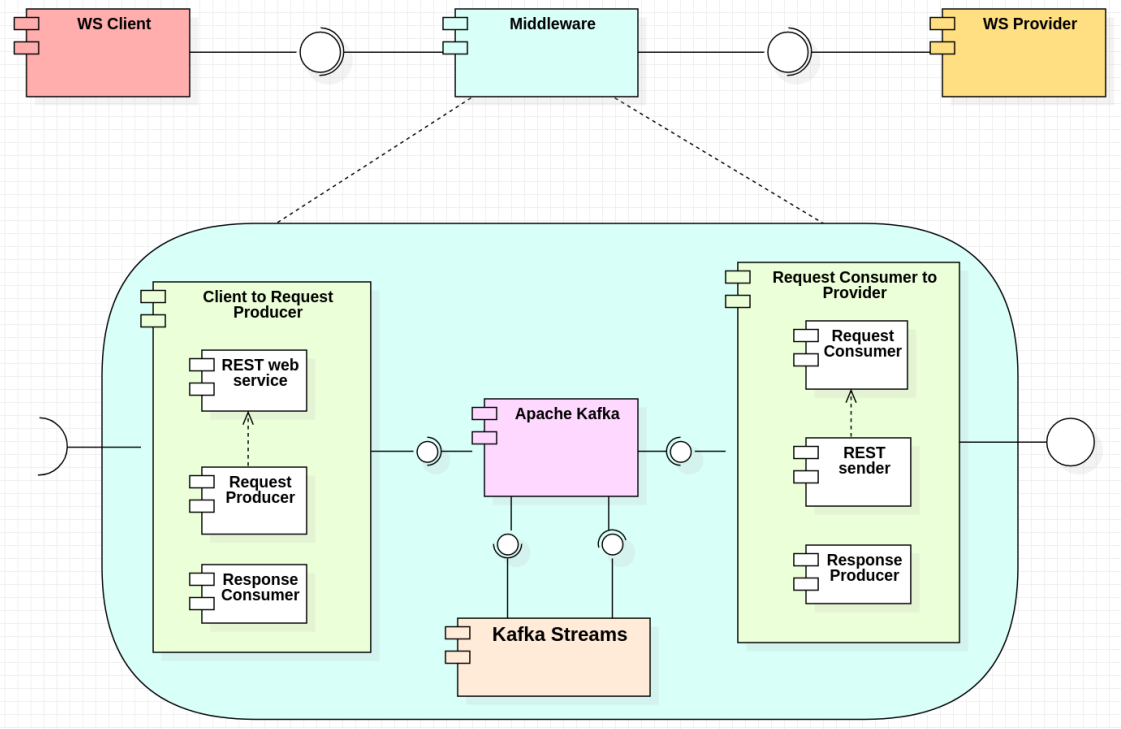 WS Client
Middleware
WS Provider
Client to Request
Producer
REST web
service
Request
Producer
Response
Consumer
Apache Kafka
Kafka Streams
Request Consumer to
Provider
Request
Consumer
REST
sender
Response
Producer